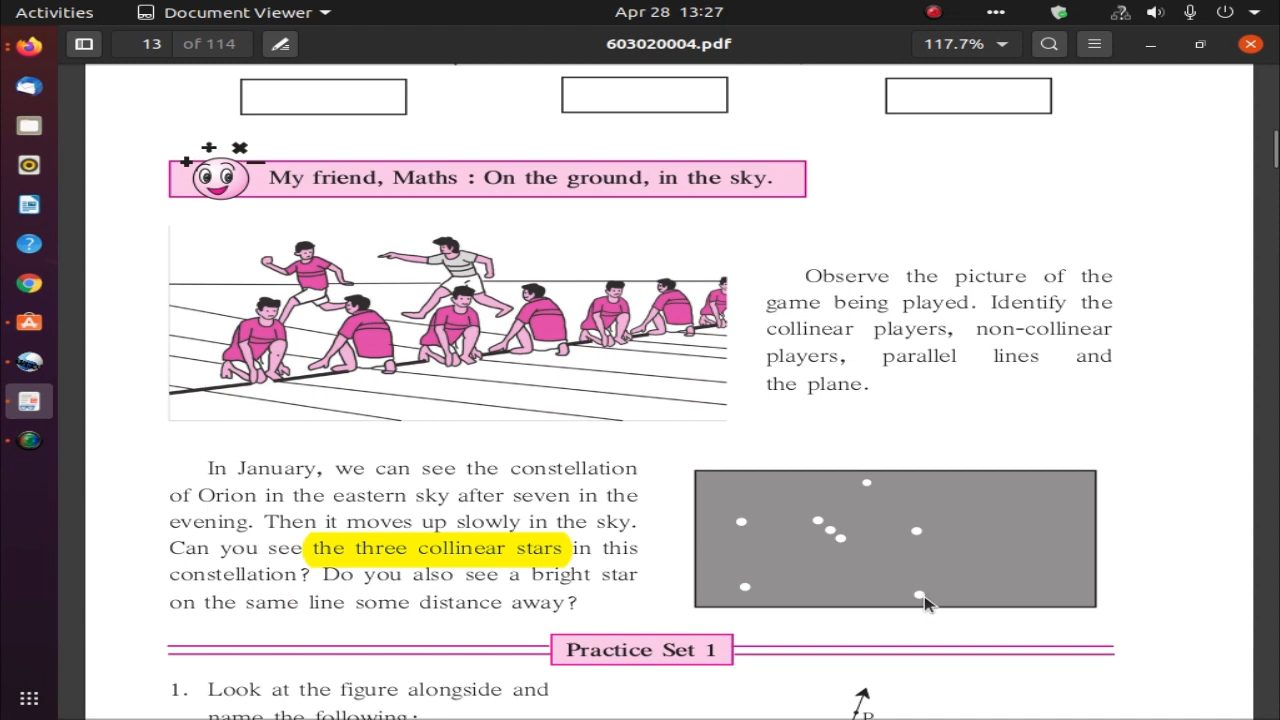 Activities
Document Viewer
Apr 28 13:27
13 of 114
603020004.pdf
117.7%
My friend, Maths : On the ground, in the sky.
Observe the picture of the
game being played. Identify the
collinear players, non-collinear
players, parallel lines and
the plane.
In January, we can see the constellation
of Orion in the eastern sky after seven in the
evening. Then it moves up slowly in the sky.
Can you see the three collinear stars in this
constellation? Do you also see a bright star
on the same line some distance away?
Practice Set 1
1. Look at the figure alongside and
name the following :
P